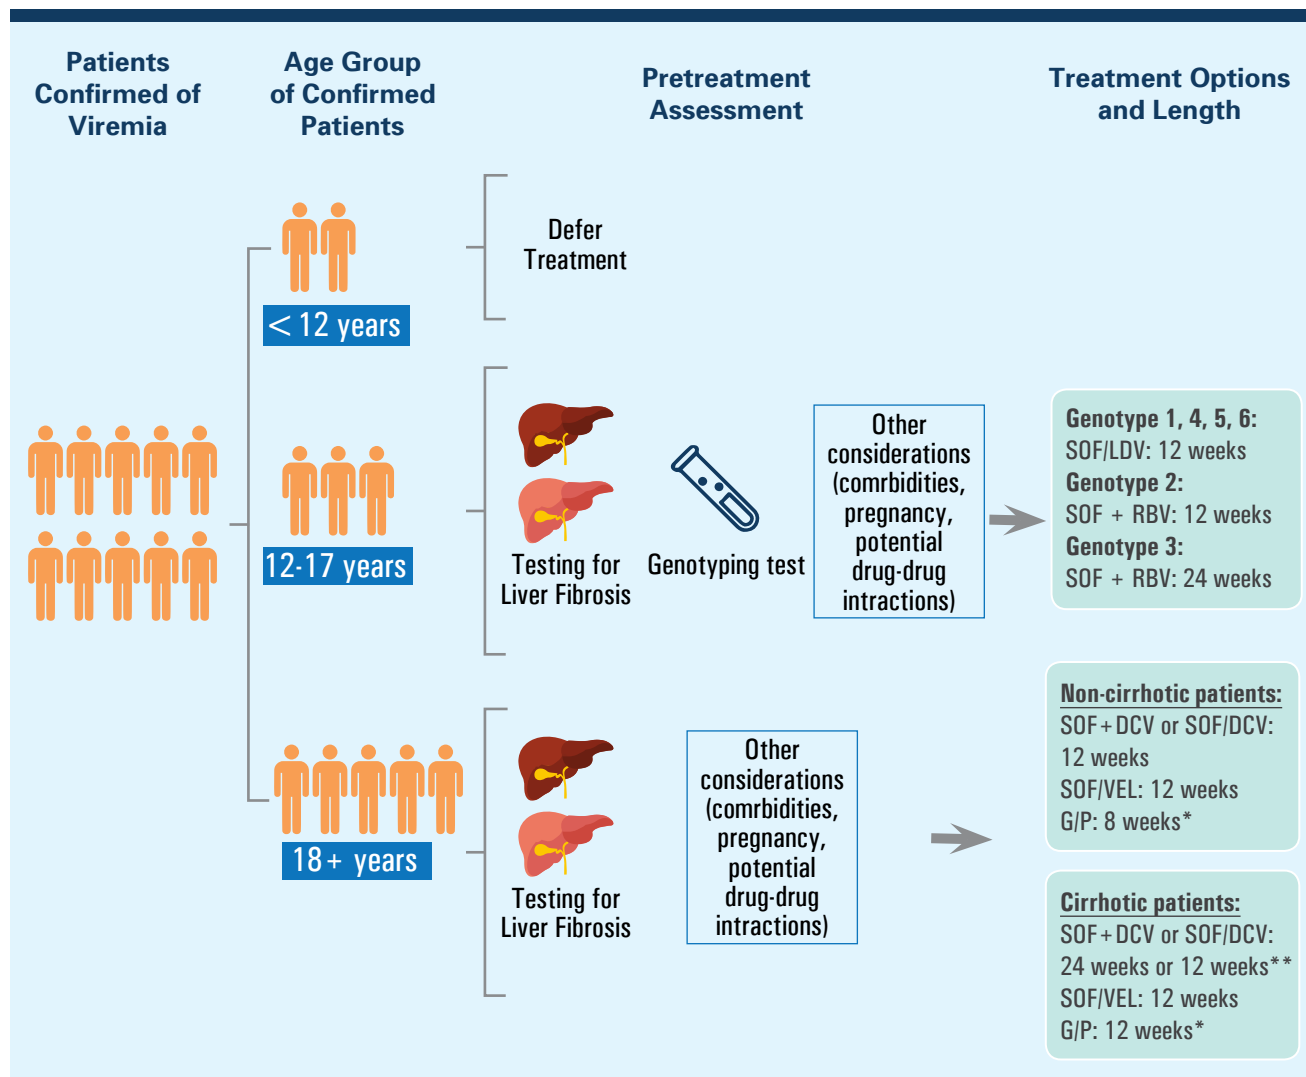 Patients
Confirmed of
Viremia
Age Group
of Confirmed
Patients
Pretreatment
Assessment
Treatment Options
and Length
< 12 years
Defer
Treatment
12-17 years
Testing for
Liver Fibrosis
Genotyping test
Other
considerations
(comrbidities,
pregnancy,
potential
drug-drug
intractions)
Genotype 1, 4, 5, 6:
SOF/LDV: 12 weeks
Genotype 2:
SOF + RBV: 12 weeks
Genotype 3:
SOF + RBV: 24 weeks
18+ years
Testing for
Liver Fibrosis
Other
considerations
(comrbidities,
pregnancy,
potential
drug-drug
intractions)
Non-cirrhotic patients:
SOF+DCV or SOF/DCV:
12 weeks
SOF/VEL: 12 weeks
G/P: 8 weeks*
Cirrhotic patients:
SOF+DCV or SOF/DCV:
24 weeks or 12 weeks**
SOF/VEL: 12 weeks
G/P: 12 weeks*